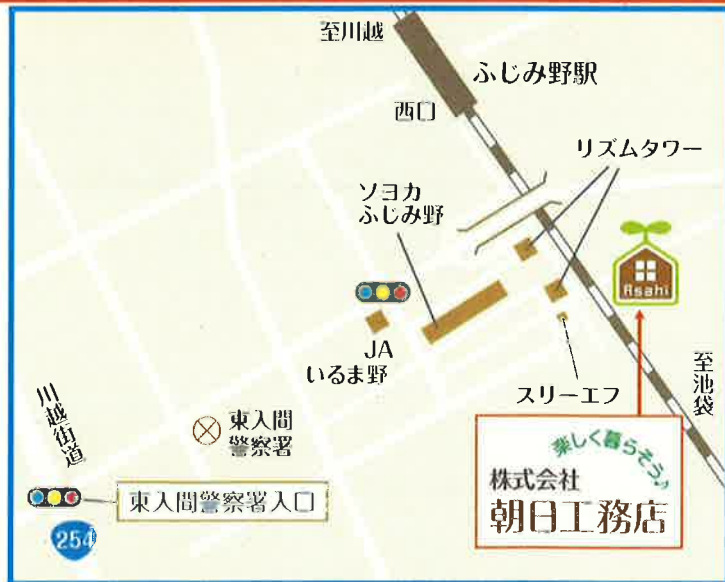 至川越
ふじみ野駅
西口
リズムタワー
ソヨカ
ふじみ野
Asahi
JA
いるま野
至池袋
スリーエフ
川越街道
東入間
警察署
楽しく暮らそう♪
株式会社
朝日工務店
東入間警察署入口
254